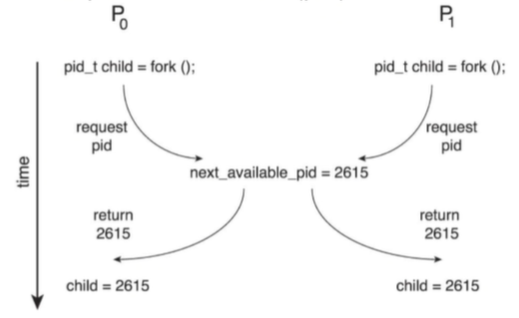 P0 P1
pid_t child = fork (); pid_t child = fork ();
request request
pid pid
next_available_pid = 2615
time
return return
2615 2615
child = 2615 child = 2615